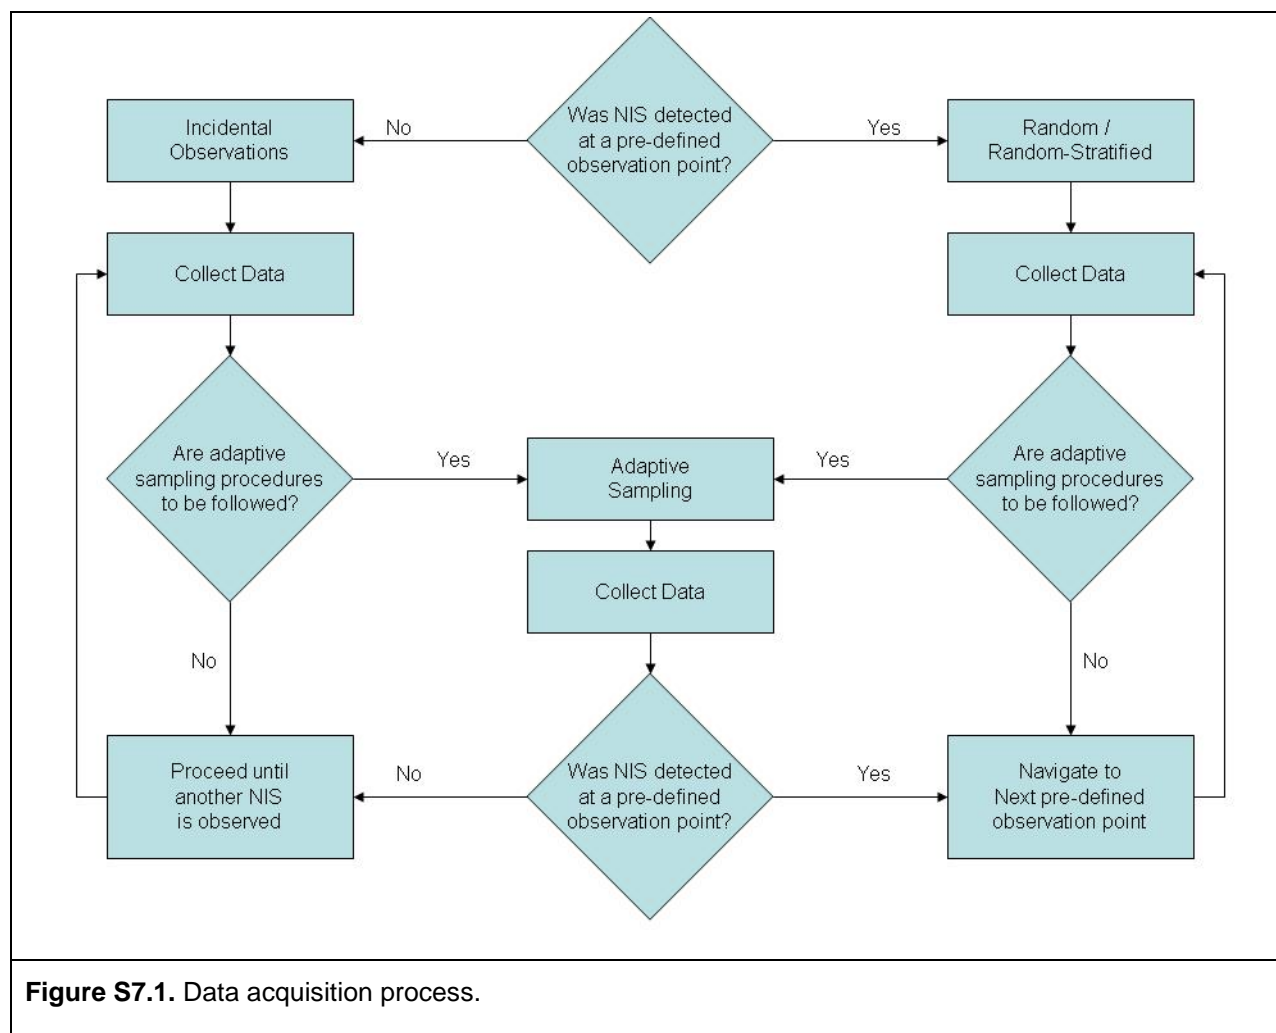 Was NIS detected
at a pre-defined
observation point?
No
Yes
Incidental
Observations
Random /
Random-Stratified
Collect Data
Collect Data
Are adaptive
sampling procedures
to be followed?
Yes
Adaptive
Sampling
Yes
Are adaptive
sampling procedures
to be followed?
Collect Data
No
No
Proceed until
another NIS
is observed
No
Was NIS detected
at a pre-defined
observation point?
Yes
Navigate to
Next pre-defined
observation point
Figure S7.1. Data acquisition process.